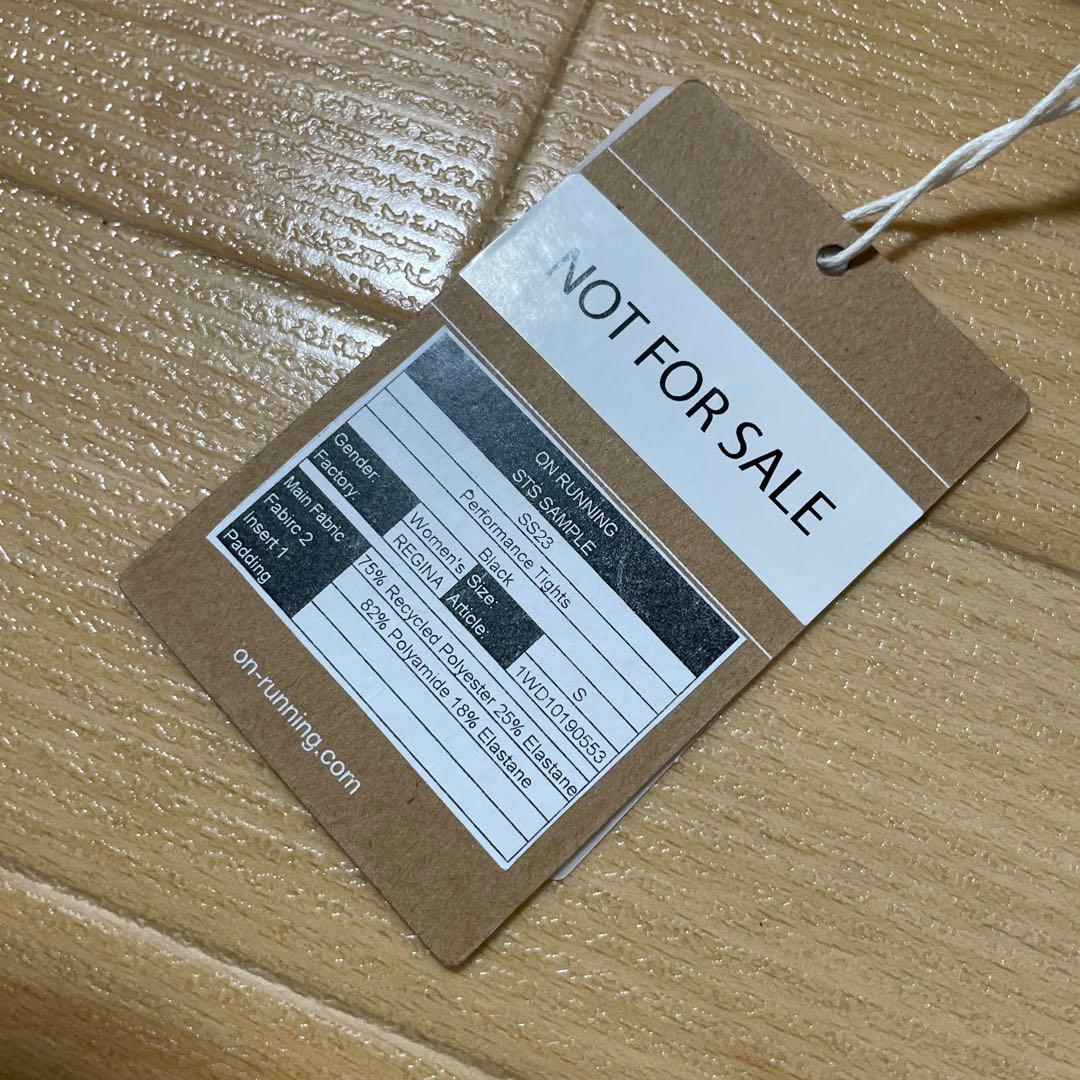 NOT FOR SALE
ON RUNNING
STS SAMPLE
SS23
Performance Tights
Black
Gender: Women's Size: S
Factory: REGINA Article: 1WD10190553
Main Fabric 75% Recycled Polyester 25% Elastane
Fabirc 2 82% Polyamide 18% Elastane
Insert 1
Padding
on-running.com